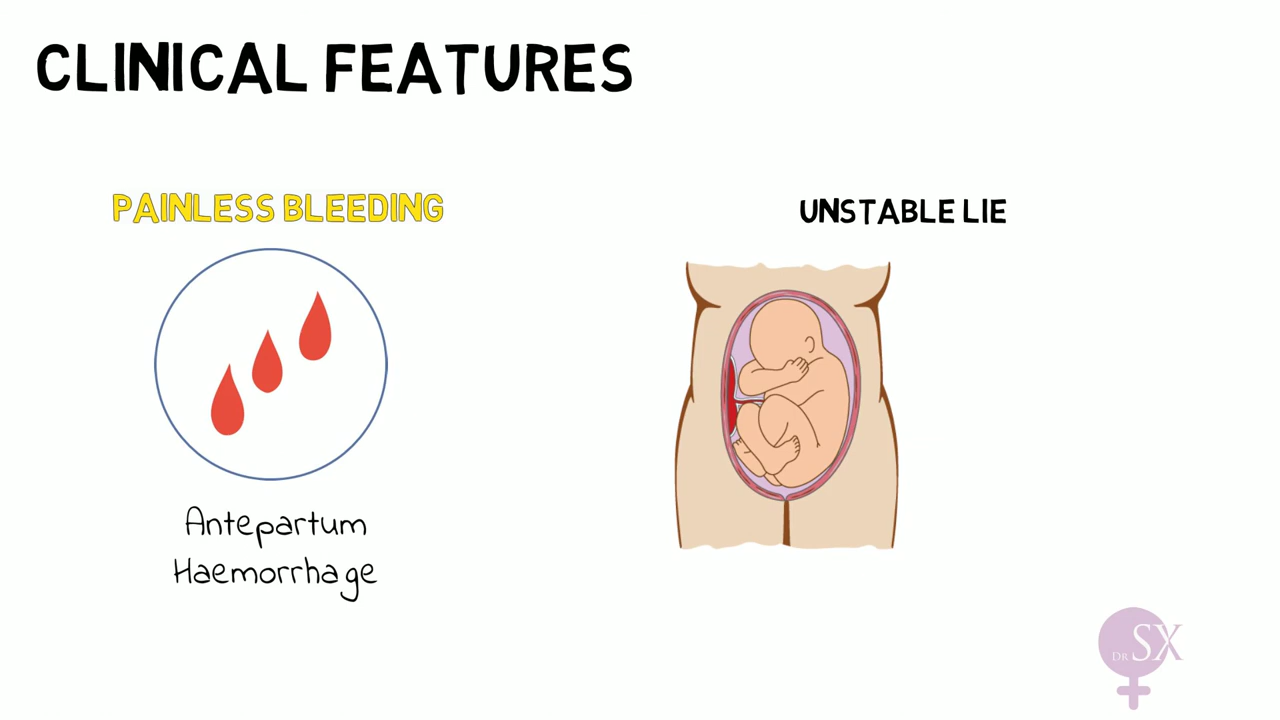 CLINICAL FEATURES
PAINLESS BLEEDING
Antepartum
Haemorrhage
UNSTABLE LIE
DR SX